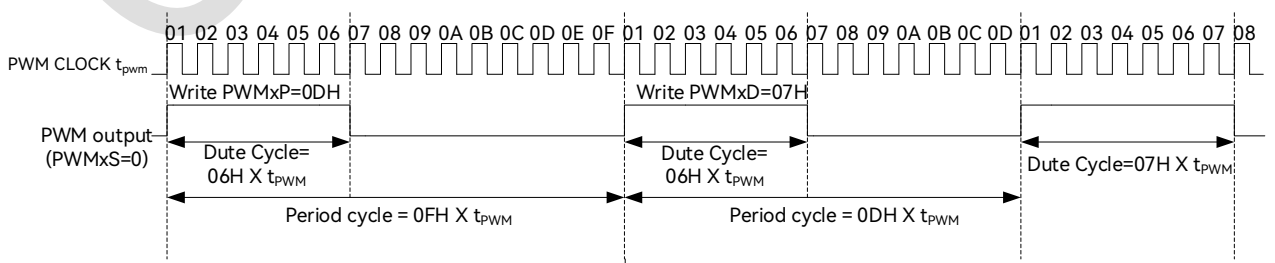 01 02 03 04 05 06 07 08 09 0A 0B 0C 0D 0E 0F 01 02 03 04 05 06 07 08 09 0A 0B 0C 0D 01 02 03 04 05 06 07 08
PWM CLOCK tpwm
Write PWMxP=0DH
Write PWMxD=07H
PWM output
(PWMxS=0)
Dute Cycle=
06H X tPWM
Dute Cycle=
06H X tPWM
Dute Cycle=07H X tPWM
Period cycle = 0FH X tPWM
Period cycle = 0DH X tPWM